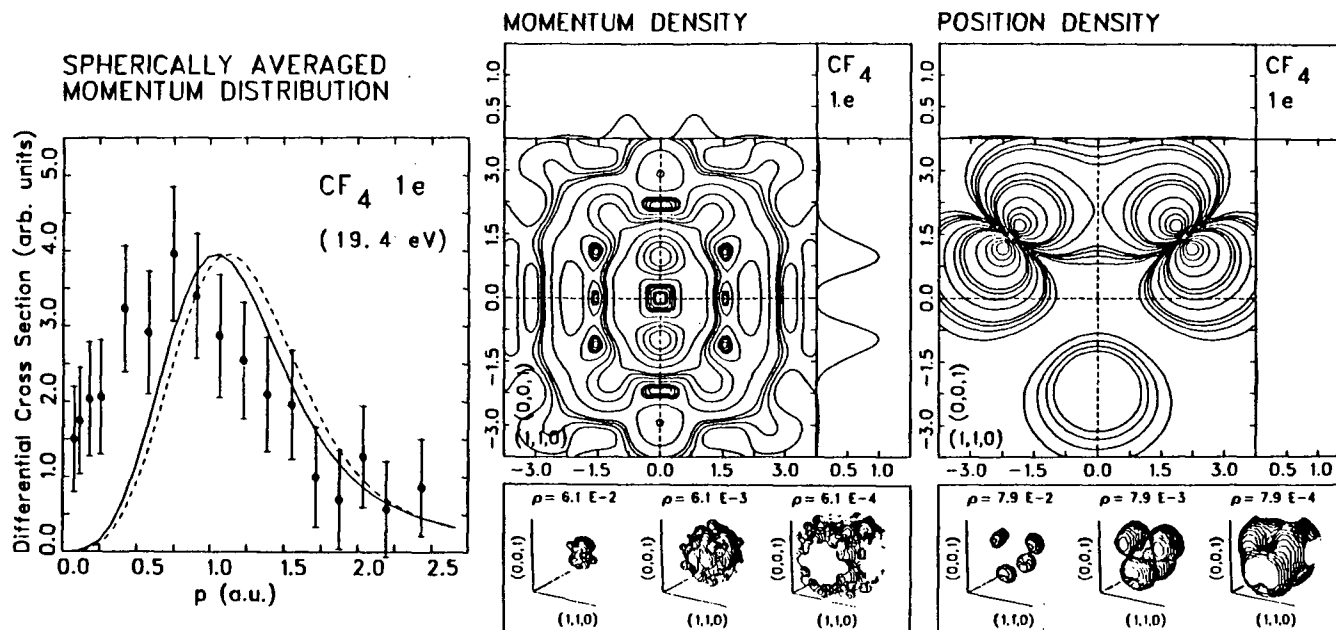 SPHERICALLY AVERAGED
MOMENTUM DISTRIBUTION
Differential Cross Section (arb. units)
5.0
4.0
3.0
2.0
1.0
0.0
CF4 1e
(19.4 eV)
0.0 0.5 1.0 1.5 2.0 2.5
p (a.u.)
MOMENTUM DENSITY
1.0
0.5
CF4
1e
3.0
1.5
0.0
-1.5
-3.0
(0,0,1)
(1,1,0)
-3.0 -1.5 0.0 1.5 3.0 0.5 1.0
ρ= 6.1 E-2 ρ= 6.1 E-3 ρ= 6.1 E-4
(0,0,1) (0,0,1) (0,0,1)
(1,1,0) (1,1,0) (1,1,0)
POSITION DENSITY
1.0
0.5
CF4
1e
3.0
1.5
0.0
-1.5
-3.0
(0,0,1)
(1,1,0)
-3.0 -1.5 0.0 1.5 3.0 0.5 1.0
ρ= 7.9 E-2 ρ= 7.9 E-3 ρ= 7.9 E-4
(0,0,1) (0,0,1) (0,0,1)
(1,1,0) (1,1,0) (1,1,0)